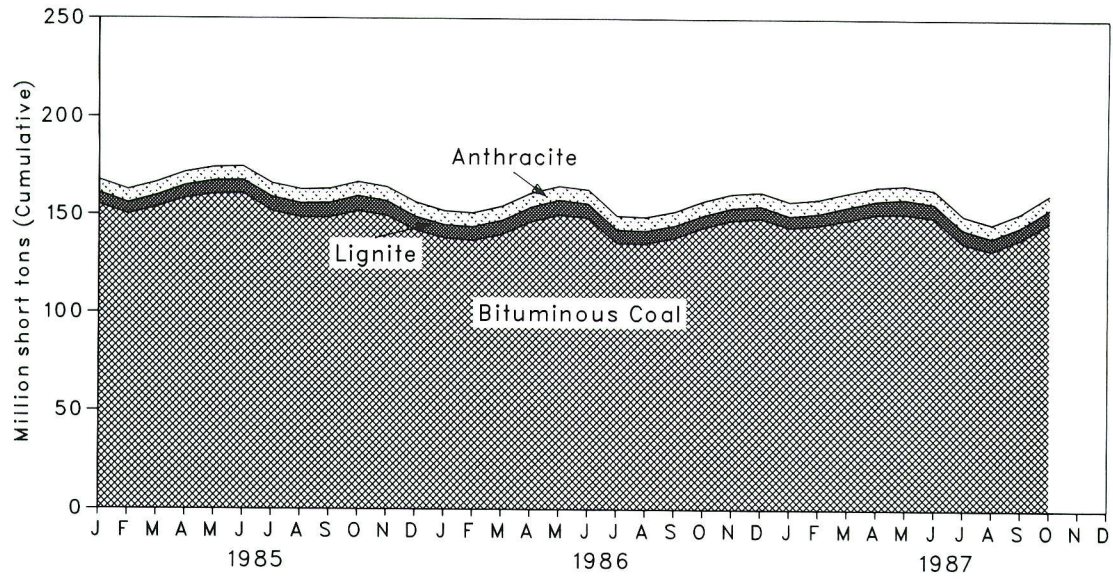 250
200
150
100
50
0
Million short tons (Cumulative)
Anthracite
Lignite
Bituminous Coal
J F M A M J J A S O N D J F M A M J J A S O N D J F M A M J J A S O N D
1985 1986 1987